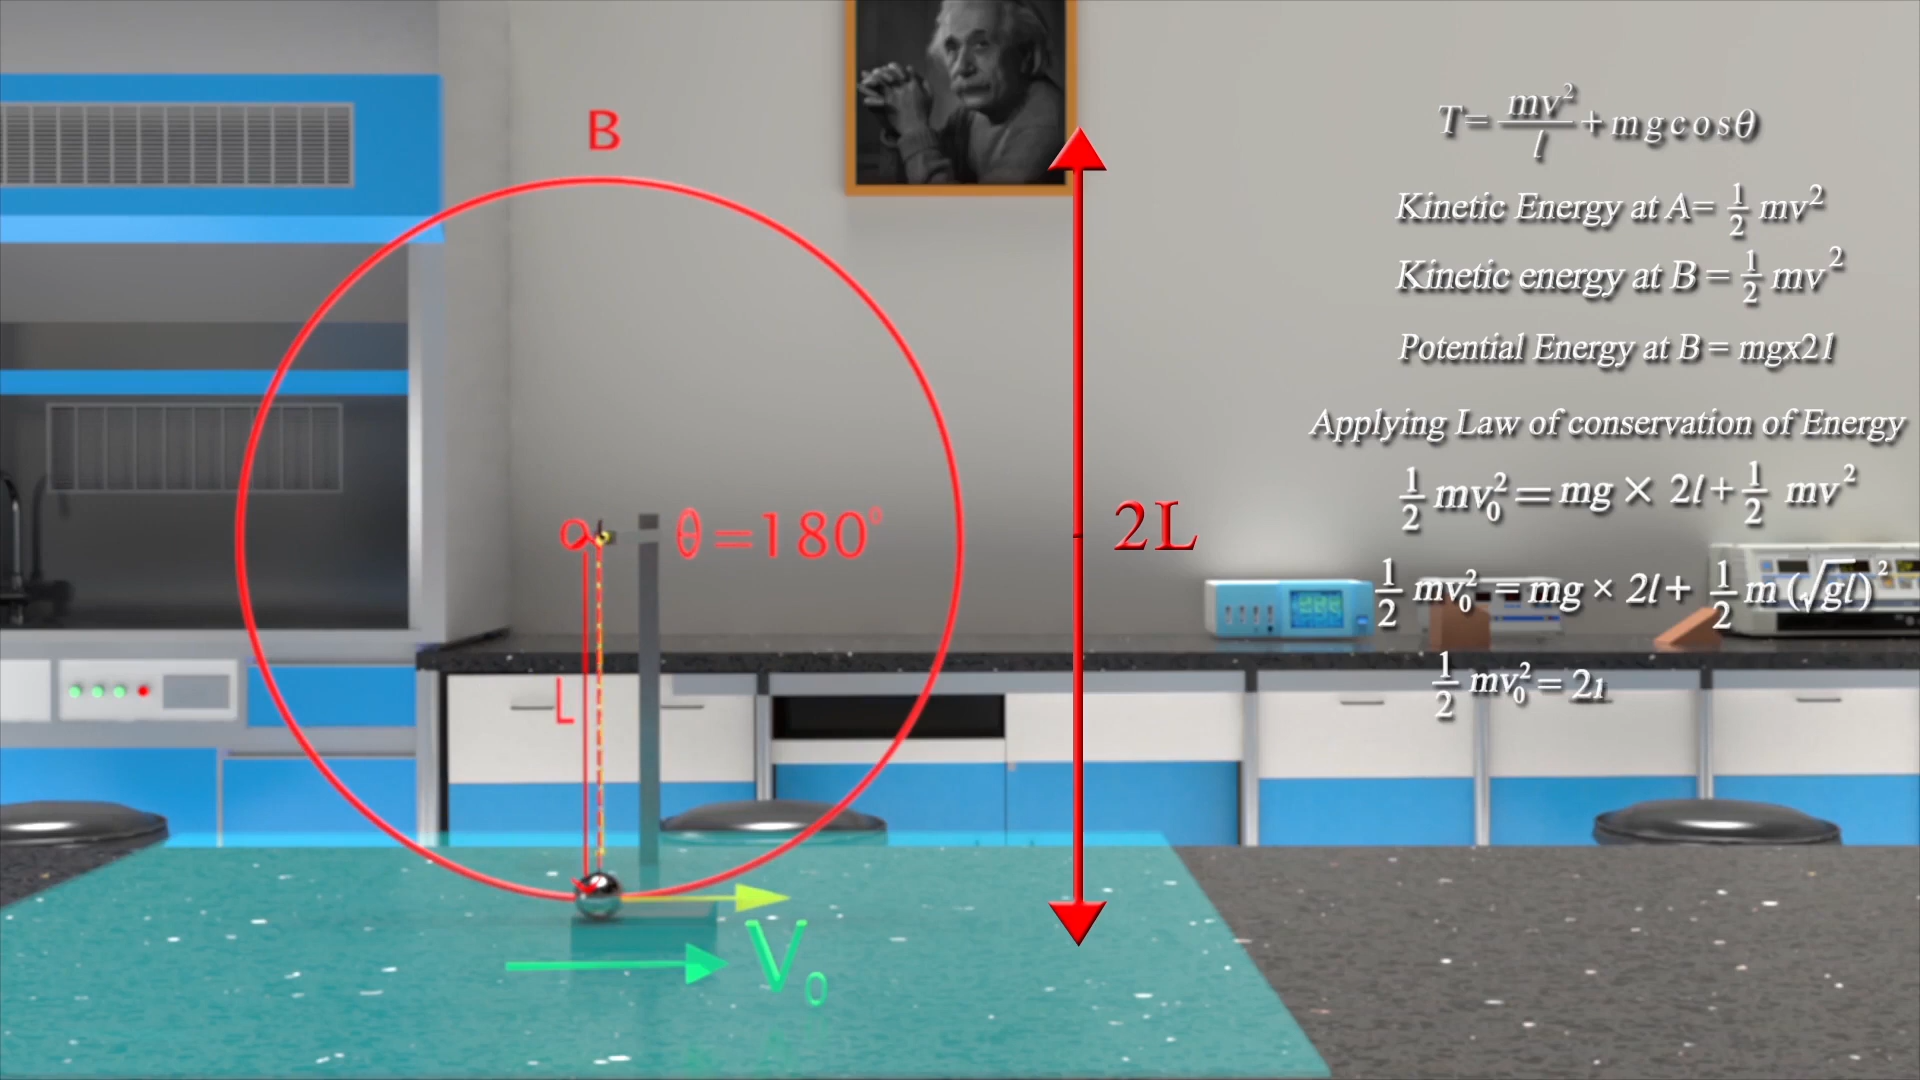 B
O
θ=180°
L
V₀
2L
T= mv²/l + mgcosθ
Kinetic Energy at A= 1/2 mv²
Kinetic energy at B = 1/2 mv²
Potential Energy at B = mgx2l
Applying Law of conservation of Energy
1/2 mv₀² = mg × 2l + 1/2 mv²
1/2 mv₀² = mg × 2l + 1/2 m (√gl)²
1/2 mv₀² = 2